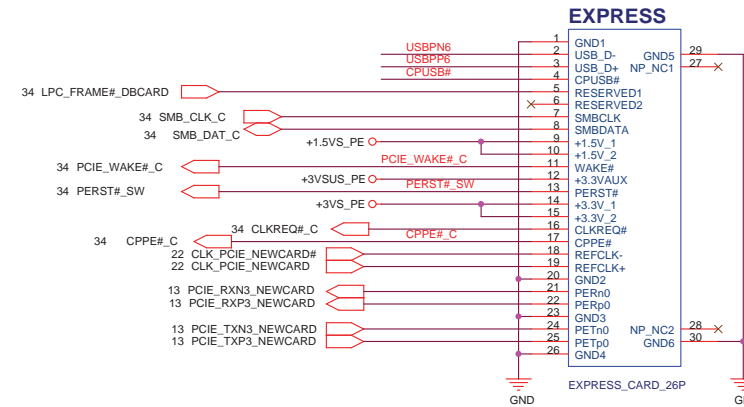 EXPRESS
1 GND1
USBPN6 2 USB_D- GND5 29
USBPP6 3 USB_D+ NP_NC1 27
CPUSB# 4 CPUSB#
34 LPC_FRAME#_DBCARD 5 RESERVED1
6 RESERVED2
34 SMB_CLK_C 7 SMBCLK
34 SMB_DAT_C 8 SMBDATA
+1.5VS_PE 9 +1.5V_1
10 +1.5V_2
34 PCIE_WAKE#_C PCIE_WAKE#_C 11 WAKE#
+3VSUS_PE 12 +3.3VAUX
34 PERST#_SW PERST#_SW 13 PERST#
+3VS_PE 14 +3.3V_1
15 +3.3V_2
34 CLKREQ#_C 16 CLKREQ#
34 CPPE#_C CPPE#_C 17 CPPE#
22 CLK_PCIE_NEWCARD# 18 REFCLK-
22 CLK_PCIE_NEWCARD 19 REFCLK+
20 GND2
13 PCIE_RXN3_NEWCARD 21 PERn0
13 PCIE_RXP3_NEWCARD 22 PERp0
23 GND3
13 PCIE_TXN3_NEWCARD 24 PETn0 NP_NC2 28
13 PCIE_TXP3_NEWCARD 25 PETp0 GND6 30
26 GND4
EXPRESS_CARD_26P
GND